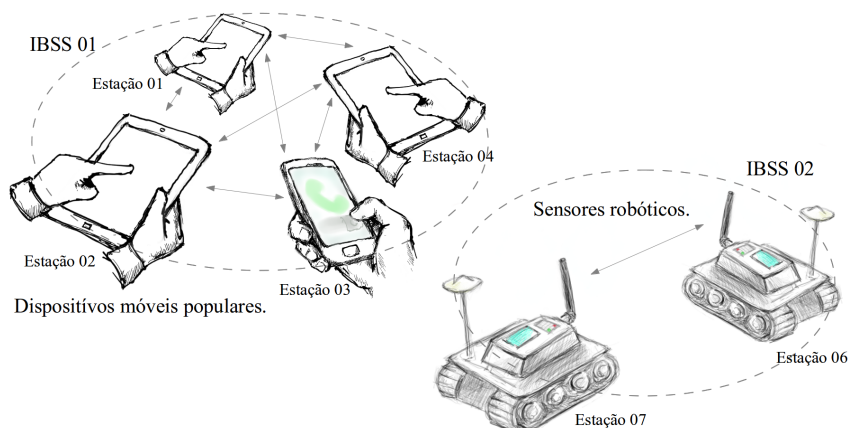 IBSS 01
Estação 01
Estação 04
IBSS 02
Sensores robóticos.
Estação 02
Estação 03
Dispositívos móveis populares.
Estação 06
Estação 07